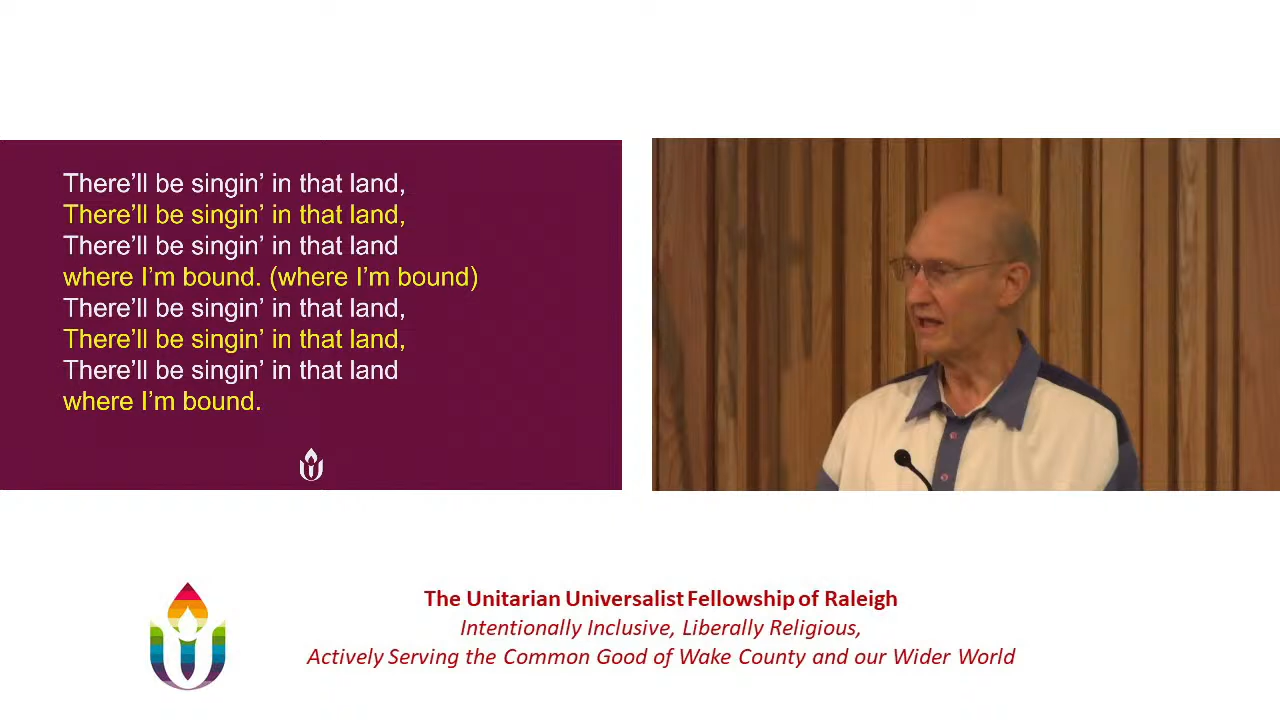 There’ll be singin’ in that land,
There’ll be singin’ in that land,
There’ll be singin’ in that land
where I’m bound. (where I’m bound)
There’ll be singin’ in that land,
There’ll be singin’ in that land,
There’ll be singin’ in that land
where I’m bound.
The Unitarian Universalist Fellowship of Raleigh
Intentionally Inclusive, Liberally Religious,
Actively Serving the Common Good of Wake County and our Wider World